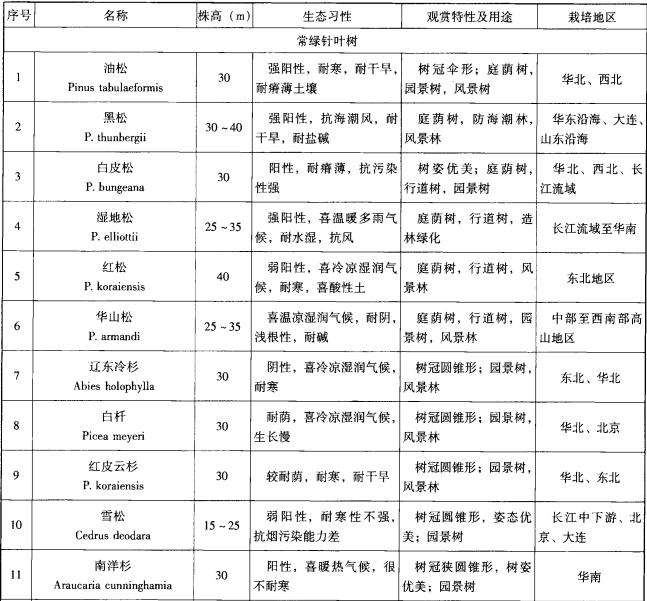 序号 名称 株高（m） 生态习性 观赏特性及用途 栽培地区
常绿针叶树
1 油松 Pinus tabulaeformis 30 强阳性，耐寒，耐干旱，耐瘠薄土壤 树冠伞形；庭荫树，园景树，风景树 华北、西北
2 黑松 P. thunbergii 30～40 强阳性，抗海潮风，耐干旱，耐盐碱 庭荫树，防海潮林，风景林 华东沿海、大连、山东沿海
3 白皮松 P. bungeana 30 阳性，耐瘠薄，抗污染性强 树姿优美；庭荫树，行道树，园景树 华北、西北、长江流域
4 湿地松 P. elliottii 25～35 强阳性，喜温暖多雨气候，耐水湿，抗风 庭荫树，行道树，造林绿化 长江流域至华南
5 红松 P. koraiensis 40 弱阳性，喜冷凉湿润气候，耐寒，喜酸性土 庭荫树，行道树，风景林 东北地区
6 华山松 P. armandi 25～35 喜温凉湿润气候，耐阴，浅根性，耐碱 庭荫树，行道树，园景树，风景林 中部至西南部高山地区
7 辽东冷杉 Abies holophylla 30 阴性，喜冷凉湿润气候，耐寒 树冠圆锥形；园景树，风景林 东北、华北
8 白杄 Picea meyeri 30 耐荫，喜冷凉湿润气候，生长慢 树冠圆锥形；园景树，风景林 华北、北京
9 红皮云杉 P. koraiensis 30 较耐荫，耐寒，耐干旱 树冠圆锥形；园景树，风景林 华北、东北
10 雪松 Cedrus deodara 15～25 弱阳性，耐寒性不强，抗烟污染能力差 树冠圆锥形，姿态优美；园景树 长江中下游、北京、大连
11 南洋杉 Araucaria cunninghamia 30 阳性，喜暖热气候，很不耐寒 树冠狭圆锥形，树姿优美；园景树 华南